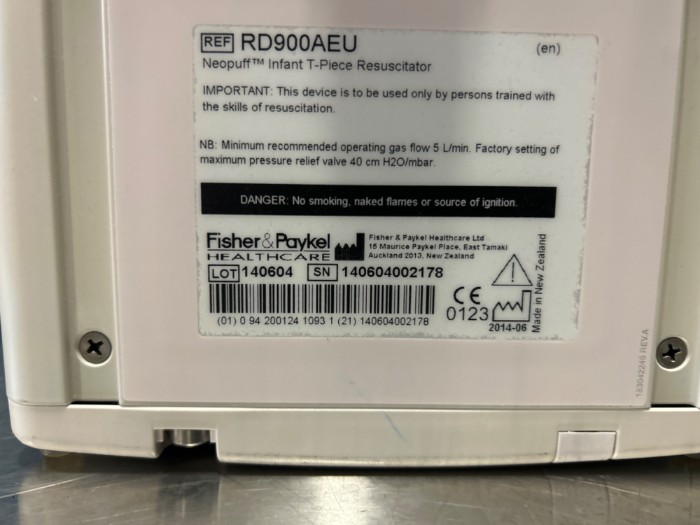 REF RD900AEU (en)
Neopuff™ Infant T-Piece Resuscitator
IMPORTANT: This device is to be used only by persons trained with
the skills of resuscitation.
NB: Minimum recommended operating gas flow 5 L/min. Factory setting of
maximum pressure relief valve 40 cm H2O/mbar.
DANGER: No smoking, naked flames or source of ignition.
Fisher&Paykel
HEALTHCARE
Fisher & Paykel Healthcare Ltd
15 Maurice Paykel Place, East Tamaki
Auckland 2013, New Zealand
LOT 140604 SN 140604002178
(01) 0 94 200124 1093 1 (21) 140604002178
CE
0123
2014-06
Made in New Zealand
183042246 REV.A